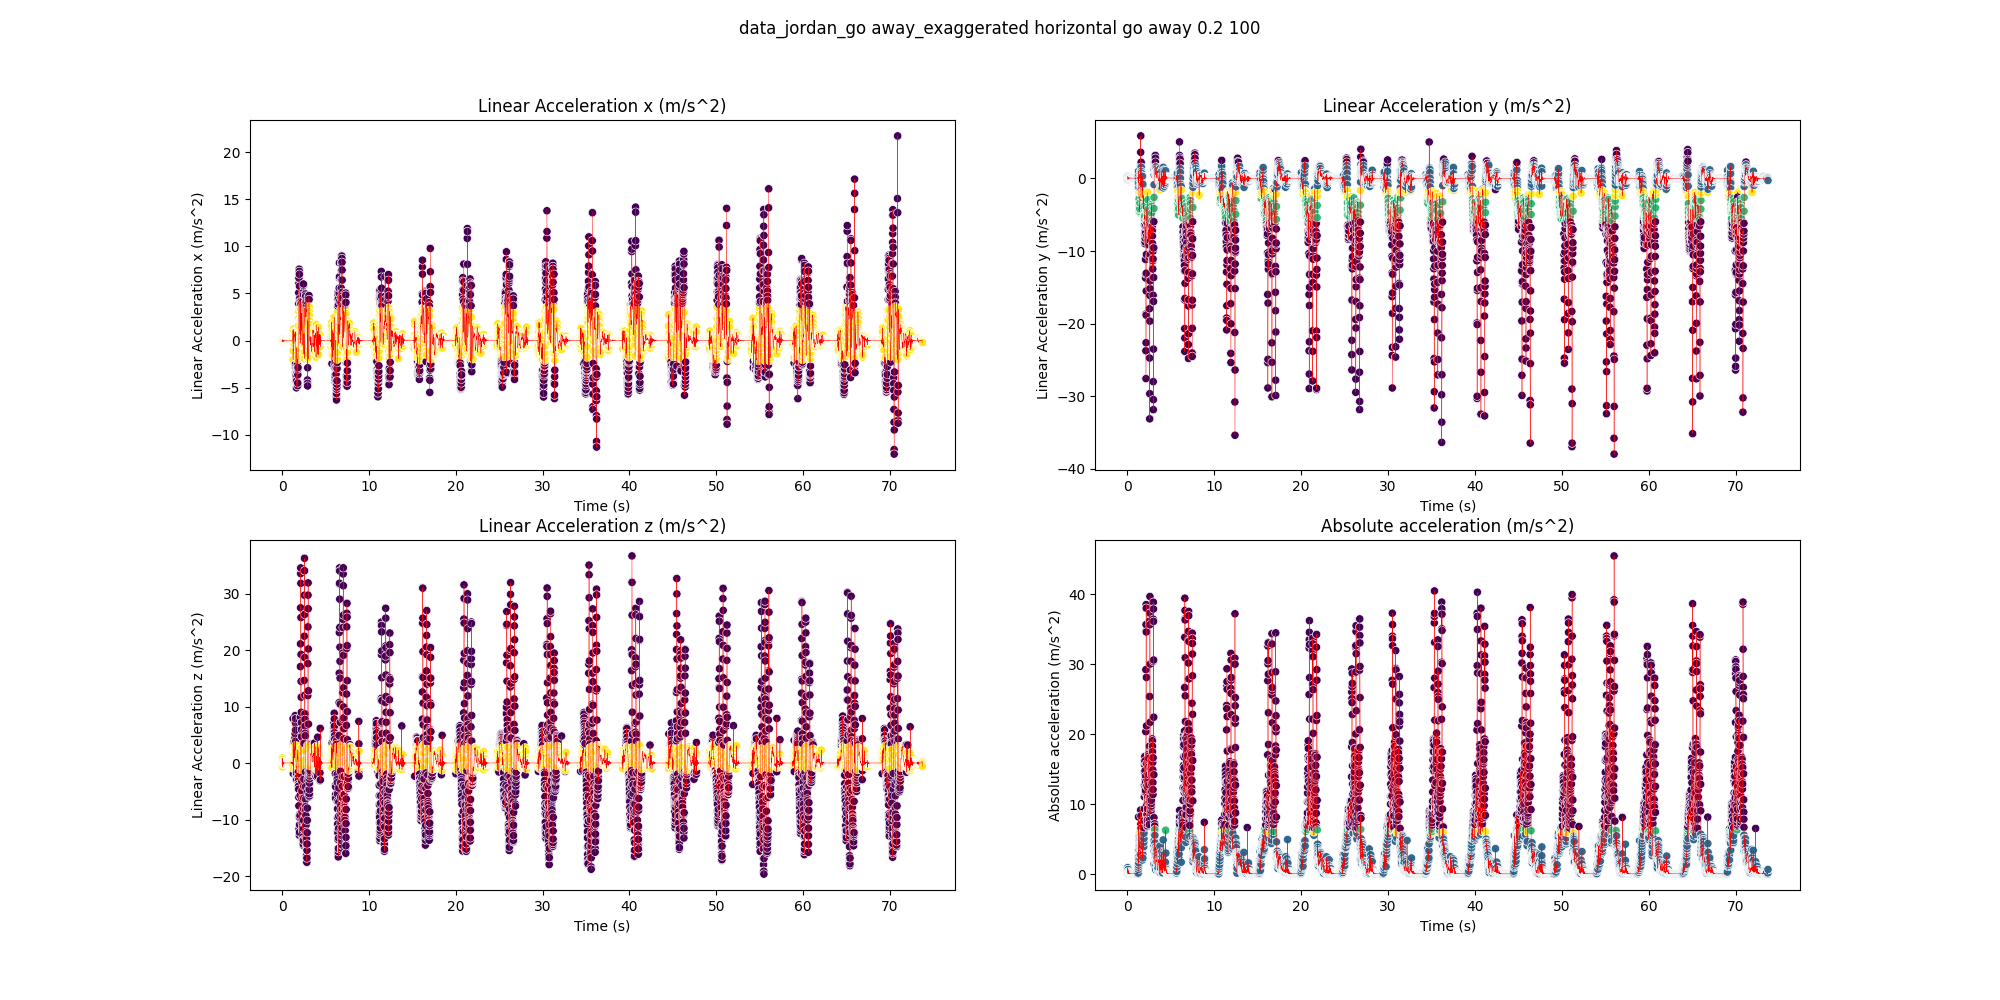 data_jordan_go away_exaggerated horizontal go away 0.2 100
Linear Acceleration x (m/s^2)
Linear Acceleration x (m/s^2)
20
15
10
5
0
−5
−10
0 10 20 30 40 50 60 70
Time (s)
Linear Acceleration y (m/s^2)
Linear Acceleration y (m/s^2)
0
−10
−20
−30
−40
0 10 20 30 40 50 60 70
Time (s)
Linear Acceleration z (m/s^2)
Linear Acceleration z (m/s^2)
30
20
10
0
−10
−20
0 10 20 30 40 50 60 70
Time (s)
Absolute acceleration (m/s^2)
Absolute acceleration (m/s^2)
40
30
20
10
0
0 10 20 30 40 50 60 70
Time (s)